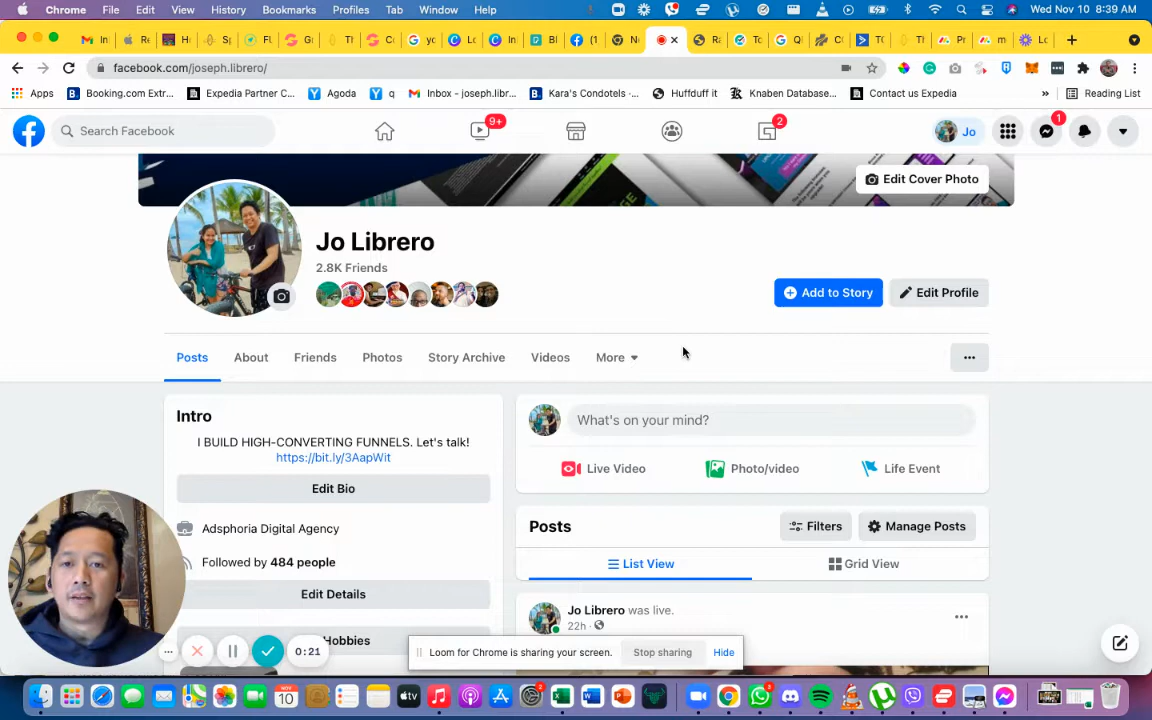 Chrome File Edit View History Bookmarks Profiles Tab Window Help Wed Nov 10 8:39 AM
facebook.com/joseph.librero/
Apps Booking.com Extr... Expedia Partner C... Agoda q Inbox - joseph.libr... Kara's Condotels -... Huffduff it Knaben Database... Contact us Expedia » Reading List
Search Facebook 9+ 2 Jo 1
Edit Cover Photo
Jo Librero
2.8K Friends
Add to Story Edit Profile
Posts About Friends Photos Story Archive Videos More
Intro
I BUILD HIGH-CONVERTING FUNNELS. Let's talk!
https://bit.ly/3AapWit
Edit Bio
Adsphoria Digital Agency
Followed by 484 people
Edit Details
Hobbies
What's on your mind?
Live Video Photo/video Life Event
Posts Filters Manage Posts
List View Grid View
Jo Librero was live.
22h
0:21
Loom for Chrome is sharing your screen. Stop sharing Hide